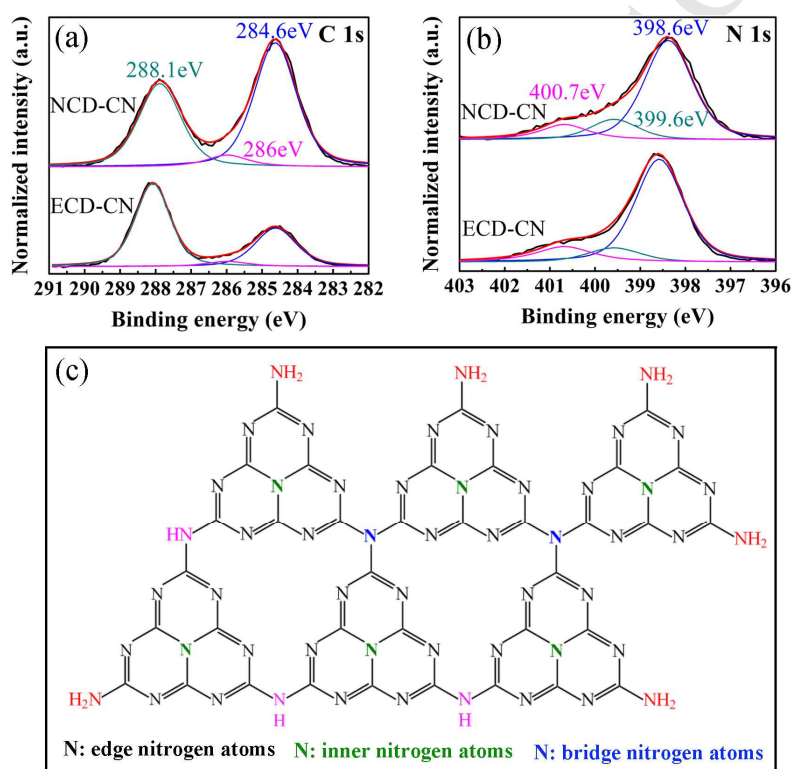 (a)
C 1s
284.6eV
288.1eV
NCD-CN
286eV
ECD-CN
Normalized intensity (a.u.)
291 290 289 288 287 286 285 284 283 282
Binding energy (eV)
(b)
N 1s
398.6eV
400.7eV
NCD-CN
399.6eV
ECD-CN
Normalized intensity (a.u.)
403 402 401 400 399 398 397 396
Binding energy (eV)
(c)
NH2 NH2 NH2
N N N N N N
N N N
N N N N N N
HN N N N N N N N N NH2
N N N N N N
N N N
N N N N N N
H2N N N N N N N N N NH2
H H
N: edge nitrogen atoms N: inner nitrogen atoms N: bridge nitrogen atoms